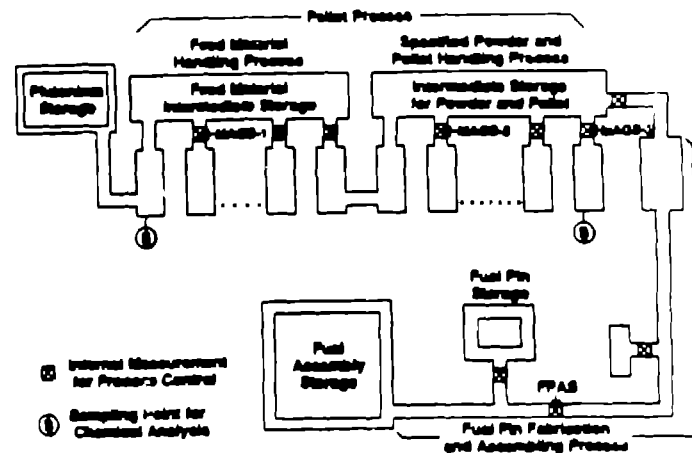 Pellet Process
Feed Material
Handling Process
Specified Powder and
Pellet Handling Process
Plutonium
Storage
Feed Material
Intermediate Storage
Intermediate Storage
for Powder and Pellet
MAGB-1
Fuel Pin
Storage
Fuel
Assembly
Storage
FPAS
Internal Measurement
for Process Control
Sampling Point for
Chemical Analysis
Fuel Pin Fabrication
and Assembling Process